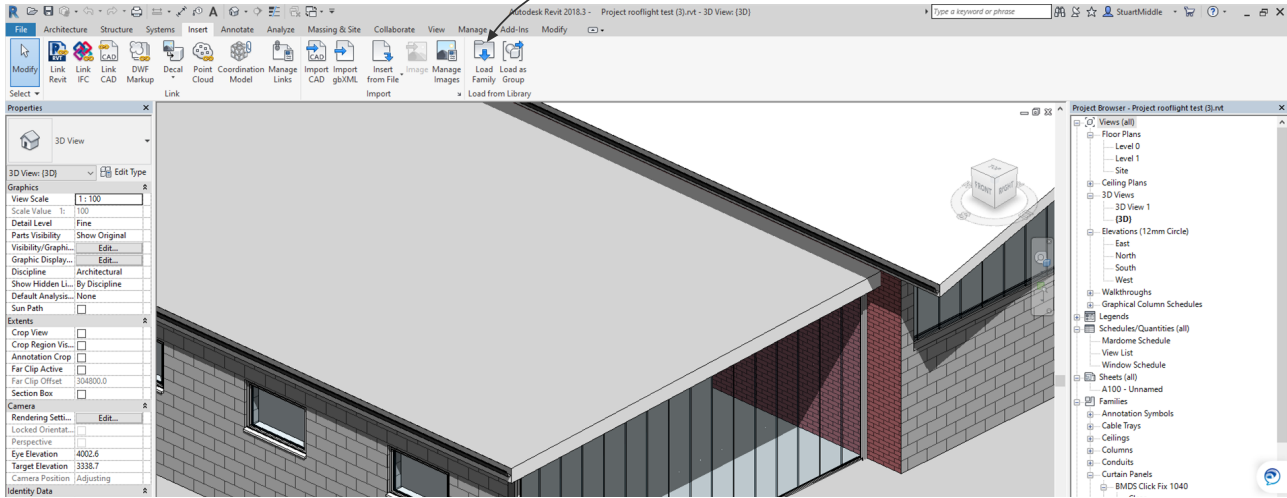 Autodesk Revit 2018.3 - Project rooflight test (3).rvt - 3D View: {3D}
Type a keyword or phrase
StuartMiddle
File Architecture Structure Systems Insert Annotate Analyze Massing & Site Collaborate View Manage Add-Ins Modify
Modify
Link Revit
Link IFC
Link CAD
DWF Markup
Decal
Point Cloud
Coordination Model
Manage Links
Import CAD
Import gbXML
Insert from File
Image
Manage Images
Load Family
Load as Group
Select
Link
Import
Load from Library
Properties
3D View
3D View: {3D}
Edit Type
Graphics
View Scale 1 : 100
Scale Value 1: 100
Detail Level Fine
Parts Visibility Show Original
Visibility/Graphi... Edit...
Graphic Display... Edit...
Discipline Architectural
Show Hidden Li... By Discipline
Default Analysis... None
Sun Path
Extents
Crop View
Crop Region Vis...
Annotation Crop
Far Clip Active
Far Clip Offset 304800.0
Section Box
Camera
Rendering Setti... Edit...
Locked Orientat...
Perspective
Eye Elevation 4002.6
Target Elevation 3338.7
Camera Position Adjusting
Identity Data
FRONT
RIGHT
Project Browser - Project rooflight test (3).rvt
Views (all)
Floor Plans
Level 0
Level 1
Site
Ceiling Plans
3D Views
3D View 1
{3D}
Elevations (12mm Circle)
East
North
South
West
Walkthroughs
Graphical Column Schedules
Legends
Schedules/Quantities (all)
Mardome Schedule
View List
Window Schedule
Sheets (all)
A100 - Unnamed
Families
Annotation Symbols
Cable Trays
Ceilings
Columns
Conduits
Curtain Panels
BMDS Click Fix 1040